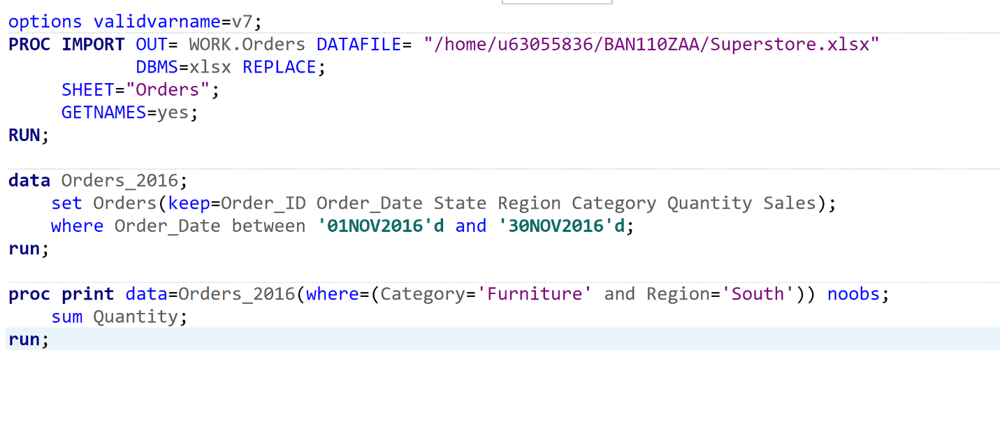 options validvarname=v7;
PROC IMPORT OUT= WORK.Orders DATAFILE= "/home/u63055836/BAN110ZAA/Superstore.xlsx"
            DBMS=xlsx REPLACE;
     SHEET="Orders";
     GETNAMES=yes;
RUN;

data Orders_2016;
    set Orders(keep=Order_ID Order_Date State Region Category Quantity Sales);
    where Order_Date between '01NOV2016'd and '30NOV2016'd;
run;

proc print data=Orders_2016(where=(Category='Furniture' and Region='South')) noobs;
    sum Quantity;
run;